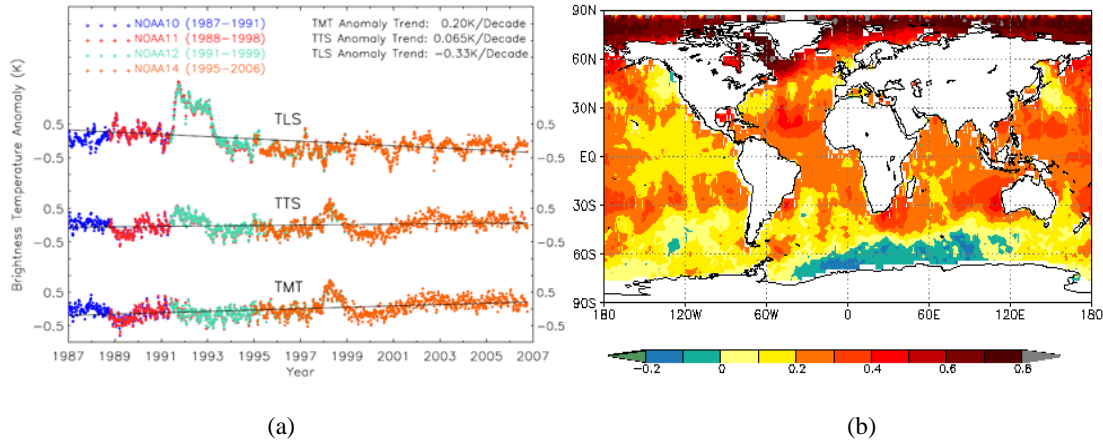 NOAA10 (1987−1991)
NOAA11 (1988−1998)
NOAA12 (1991−1999)
NOAA14 (1995−2006)
TMT Anomaly Trend: 0.20K/Decade
TTS Anomaly Trend: 0.065K/Decade
TLS Anomaly Trend: −0.33K/Decade
Brightness Temperature Anomaly (K)
TLS
0.5 0.5
−0.5 −0.5
TTS
0.5 0.5
−0.5 −0.5
TMT
0.5 0.5
−0.5 −0.5
1987 1989 1991 1993 1995 1997 1999 2001 2003 2005 2007
Year
(a)
90N
60N
30N
EQ
30S
60S
90S
180 120W 60W 0 60E 120E 180
−0.2 0 0.2 0.4 0.6 0.8
(b)